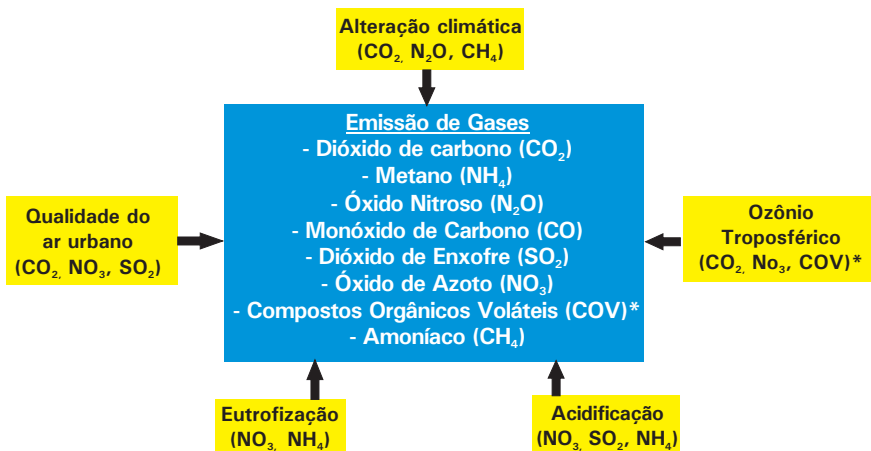 Alteração climática
(CO₂, N₂O, CH₄)
Emissão de Gases
- Dióxido de carbono (CO₂)
- Metano (NH₄)
- Óxido Nitroso (N₂O)
- Monóxido de Carbono (CO)
- Dióxido de Enxofre (SO₂)
- Óxido de Azoto (NO₃)
- Compostos Orgânicos Voláteis (COV)*
- Amoníaco (CH₄)
Qualidade do
ar urbano
(CO₂, NO₃, SO₂)
Ozônio
Troposférico
(CO₂, No₃, COV)*
Eutrofização
(NO₃, NH₄)
Acidificação
(NO₃, SO₂, NH₄)